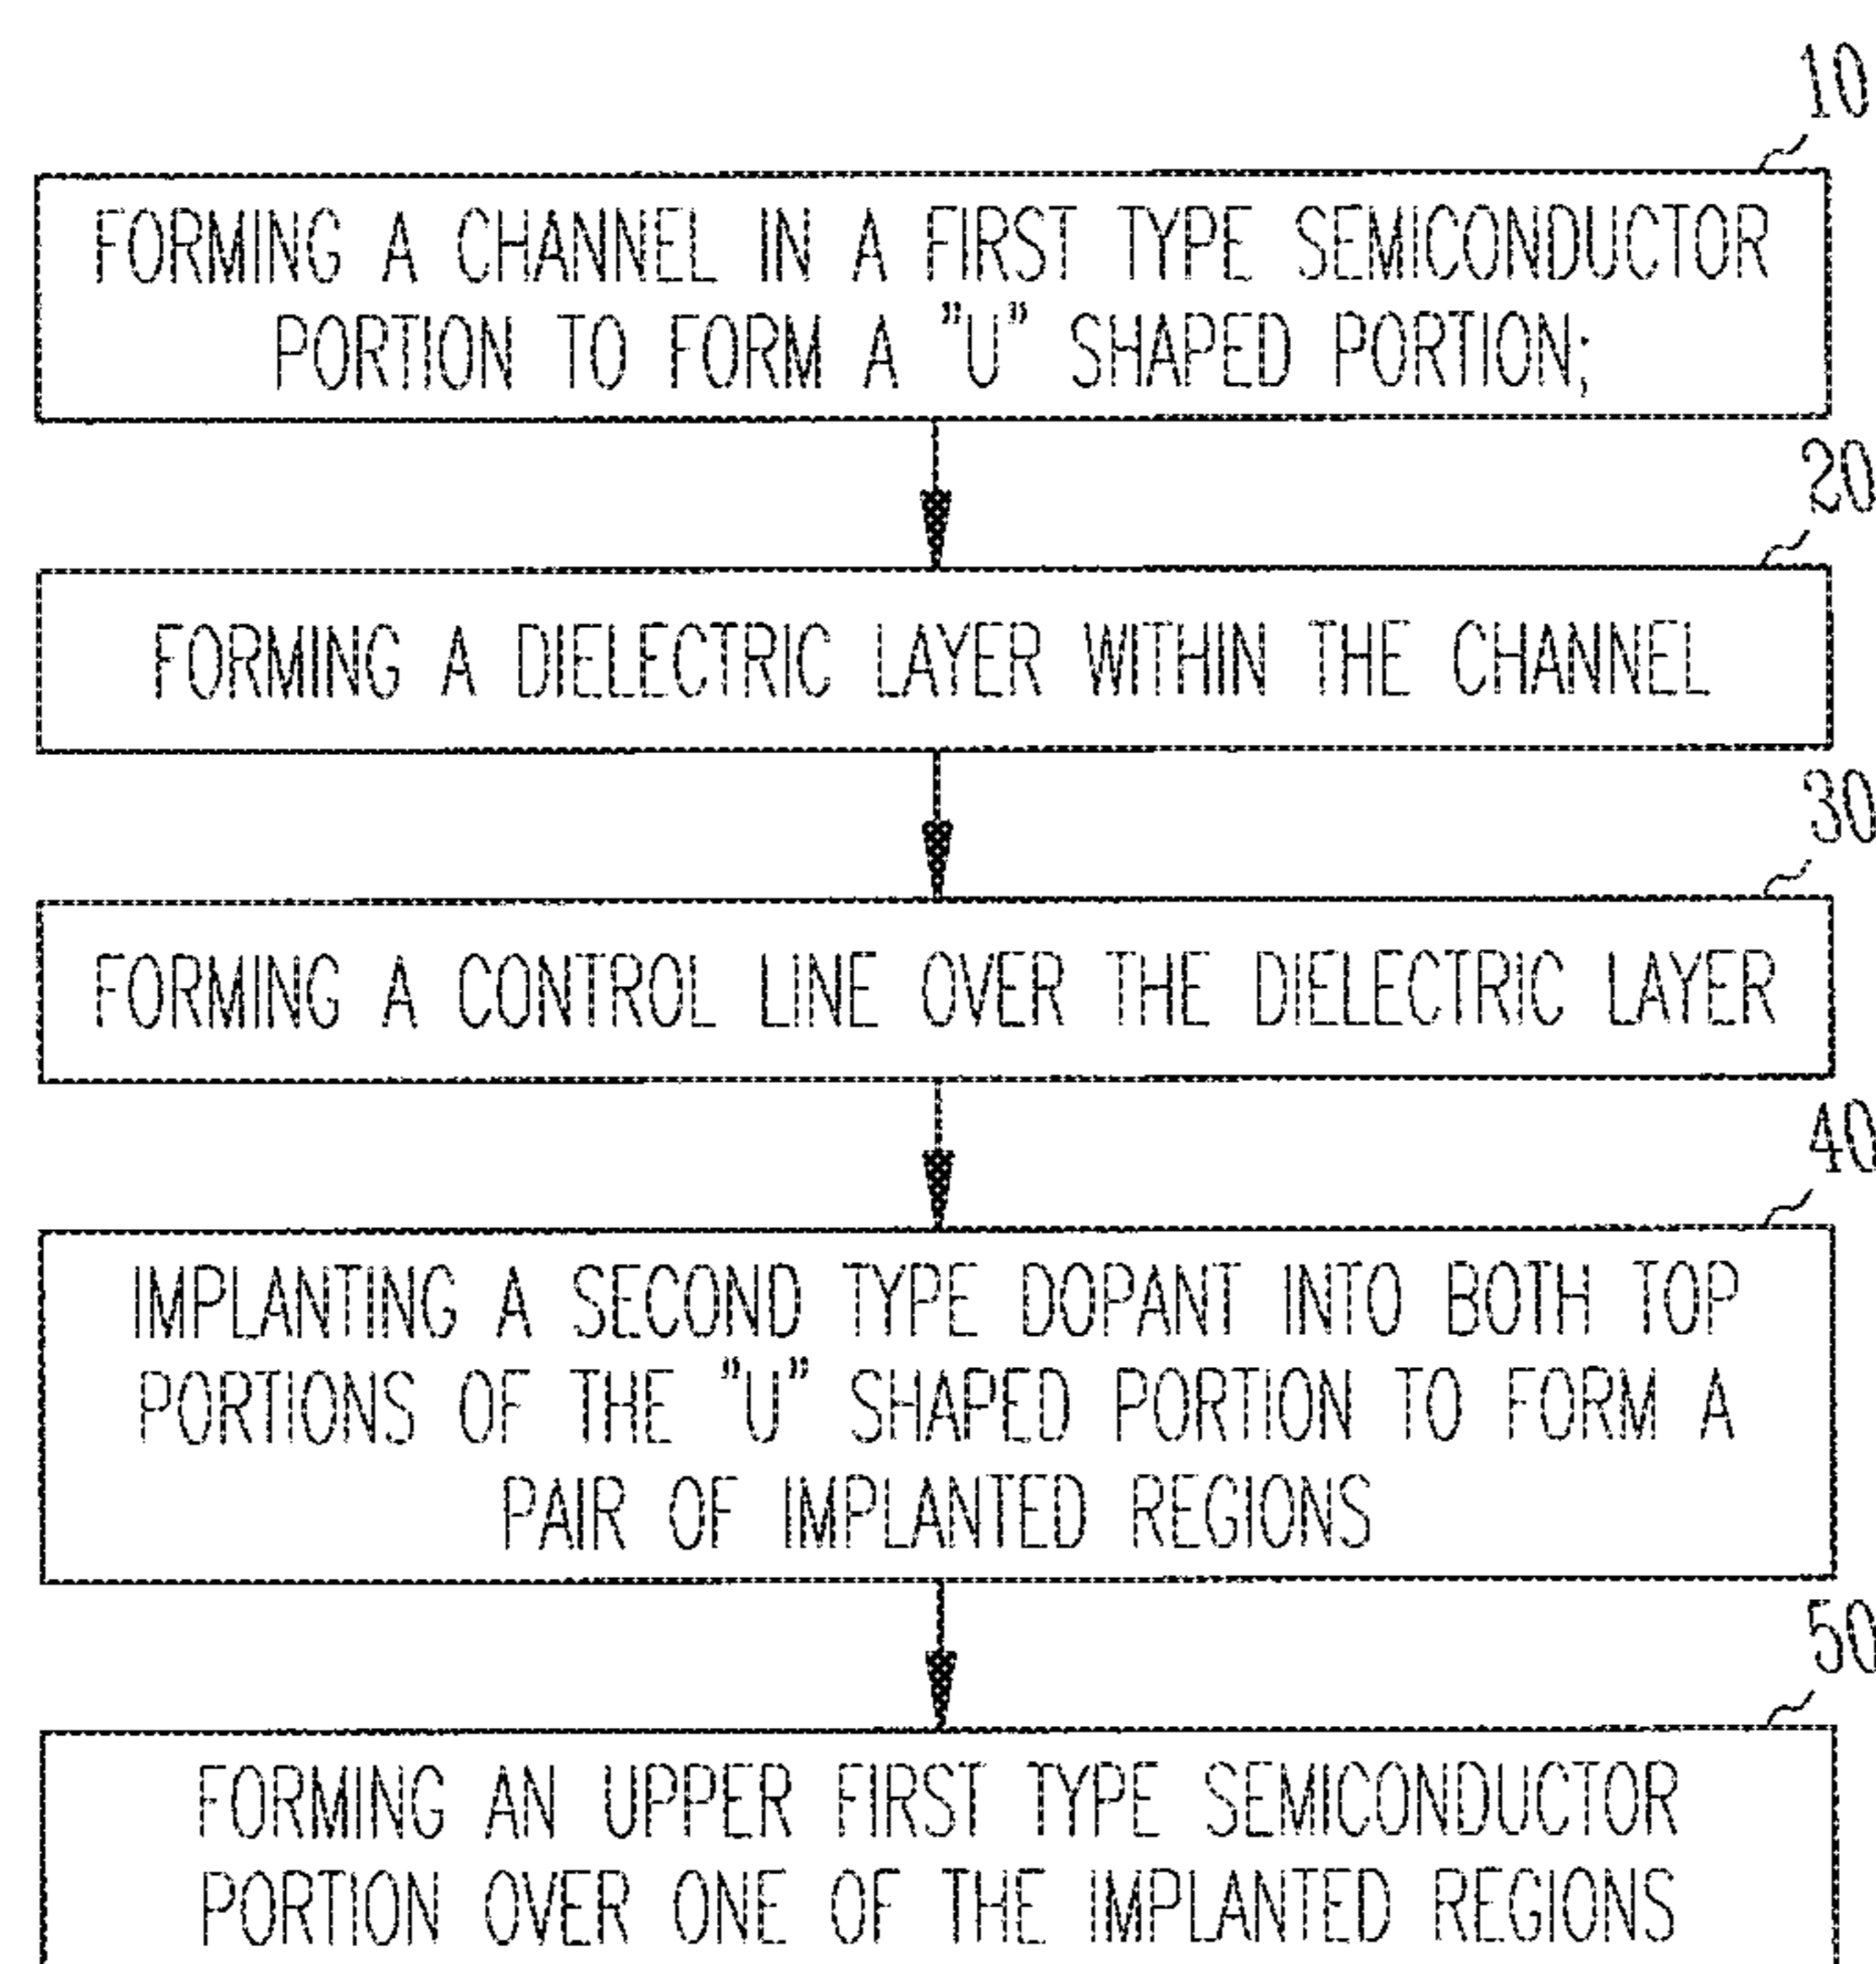 10
FORMING A CHANNEL IN A FIRST TYPE SEMICONDUCTOR
PORTION TO FORM A "U" SHAPED PORTION;
20
FORMING A DIELECTRIC LAYER WITHIN THE CHANNEL
30
FORMING A CONTROL LINE OVER THE DIELECTRIC LAYER
40
IMPLANTING A SECOND TYPE DOPANT INTO BOTH TOP
PORTIONS OF THE "U" SHAPED PORTION TO FORM A
PAIR OF IMPLANTED REGIONS
50
FORMING AN UPPER FIRST TYPE SEMICONDUCTOR
PORTION OVER ONE OF THE IMPLANTED REGIONS